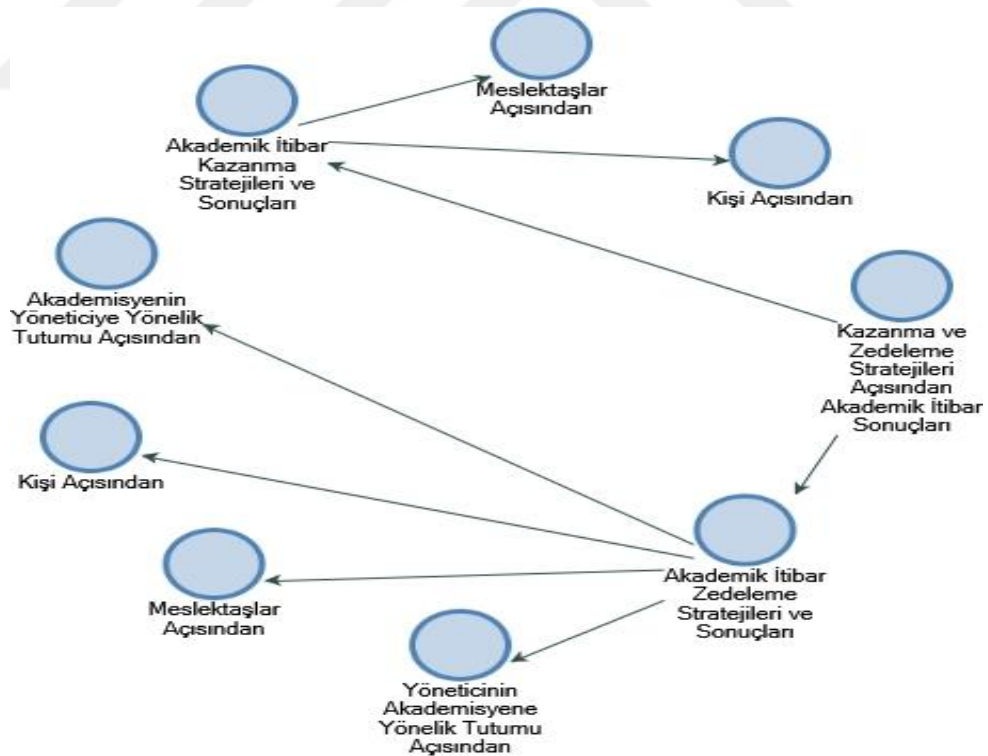 Meslektaşlar
Açısından
Akademik İtibar
Kazanma
Stratejileri ve
Sonuçları
Kişi Açısından
Akademisyenin
Yöneticiye Yönelik
Tutumu Açısından
Kazanma ve
Zedeleme
Stratejileri
Açısından
Akademik İtibar
Sonuçları
Kişi Açısından
Akademik İtibar
Zedeleme
Stratejileri ve
Sonuçları
Meslektaşlar
Açısından
Yöneticinin
Akademisyene
Yönelik Tutumu
Açısından